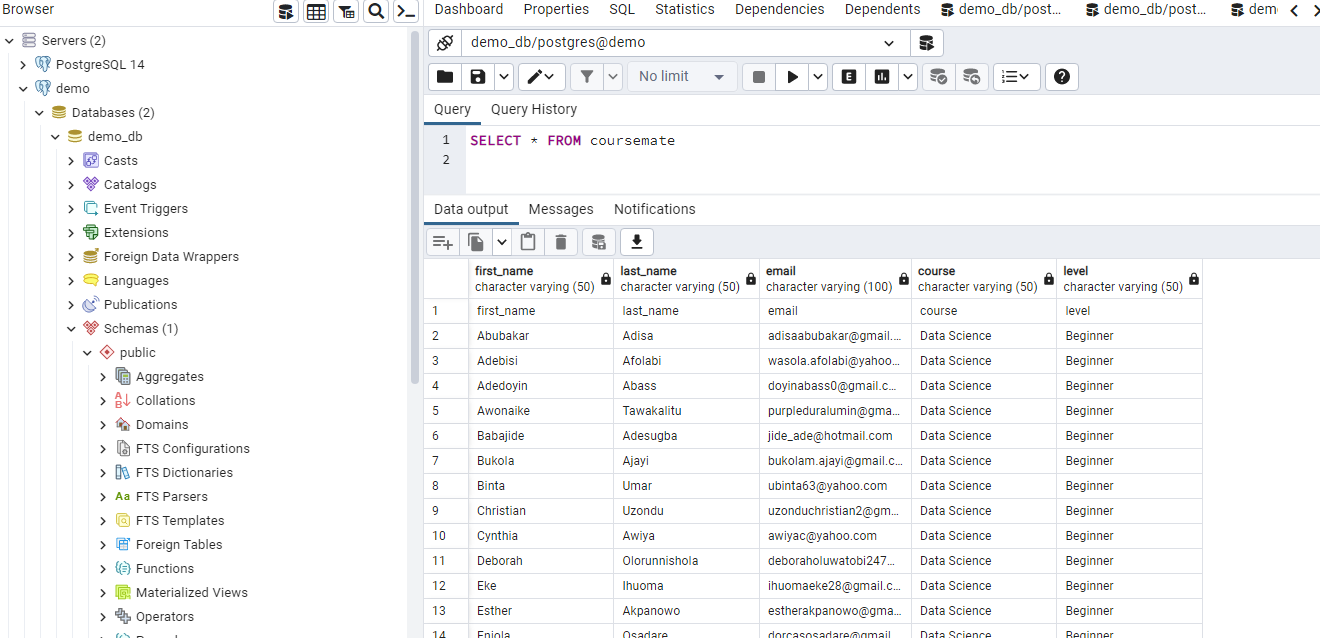 Browser
Servers (2)
PostgreSQL 14
demo
Databases (2)
demo_db
Casts
Catalogs
Event Triggers
Extensions
Foreign Data Wrappers
Languages
Publications
Schemas (1)
public
Aggregates
Collations
Domains
FTS Configurations
FTS Dictionaries
Aa FTS Parsers
FTS Templates
Foreign Tables
Functions
Materialized Views
Operators
Dashboard Properties SQL Statistics Dependencies Dependents demo_db/post... demo_db/post... dem
demo_db/postgres@demo
No limit E
Query Query History
1 SELECT * FROM coursemate
2
Data output Messages Notifications
first_name last_name email course level
character varying (50) character varying (50) character varying (100) character varying (50) character varying (50)
1 first_name last_name email course level
2 Abubakar Adisa adisaabubakar@gmail.... Data Science Beginner
3 Adebisi Afolabi wasola.afolabi@yahoo... Data Science Beginner
4 Adedoyin Abass doyinabass0@gmail.c... Data Science Beginner
5 Awonaike Tawakalitu purpleduralumin@gma... Data Science Beginner
6 Babajide Adesugba jide_ade@hotmail.com Data Science Beginner
7 Bukola Ajayi bukolam.ajayi@gmail.c... Data Science Beginner
8 Binta Umar ubinta63@yahoo.com Data Science Beginner
9 Christian Uzondu uzonduchristian2@gm... Data Science Beginner
10 Cynthia Awiya awiyac@yahoo.com Data Science Beginner
11 Deborah Olorunnishola deboraholuwatobi247... Data Science Beginner
12 Eke Ihuoma ihuomaeke28@gmail.c... Data Science Beginner
13 Esther Akpanowo estherakpanowo@gma... Data Science Beginner
14 Eniola Osadare dorcasosadare@gmail Data Science Beginner